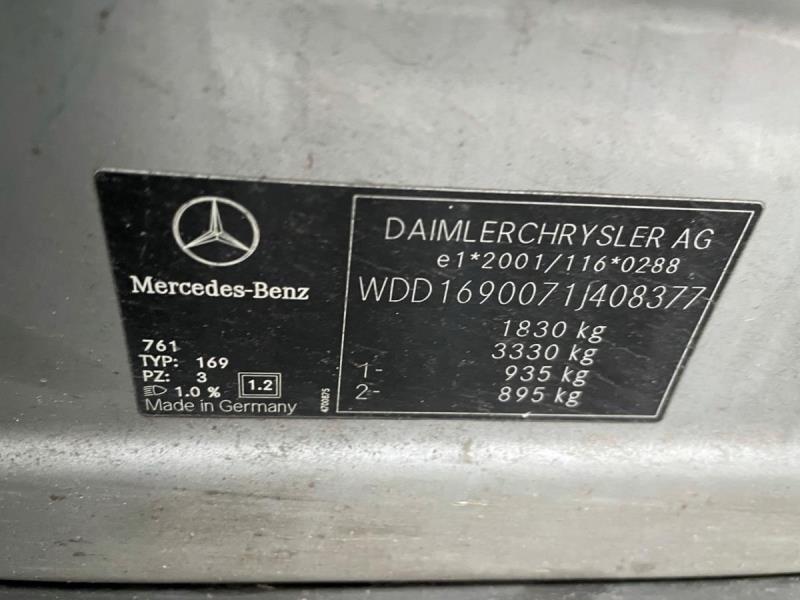 Mercedes-Benz
761
TYP: 169
PZ: 3
1.0 % 1.2
Made in Germany
4700875
DAIMLERCHRYSLER AG
e1*2001/116*0288
WDD1690071J408377
1830 kg
3330 kg
1- 935 kg
2- 895 kg